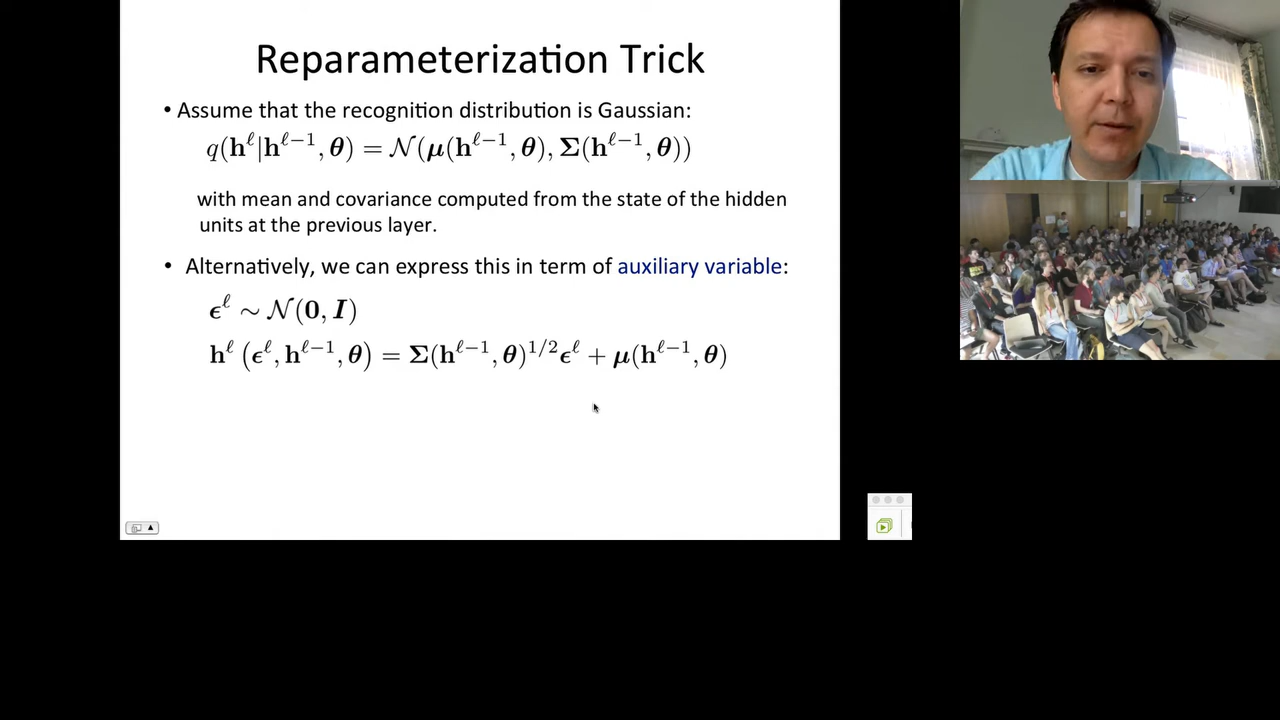 Reparameterization Trick
• Assume that the recognition distribution is Gaussian:
q(h^ℓ|h^{ℓ−1}, θ) = N(μ(h^{ℓ−1}, θ), Σ(h^{ℓ−1}, θ))
with mean and covariance computed from the state of the hidden
units at the previous layer.
• Alternatively, we can express this in term of auxiliary variable:
ϵ^ℓ ∼ N(0, I)
h^ℓ (ϵ^ℓ, h^{ℓ−1}, θ) = Σ(h^{ℓ−1}, θ)^{1/2} ϵ^ℓ + μ(h^{ℓ−1}, θ)